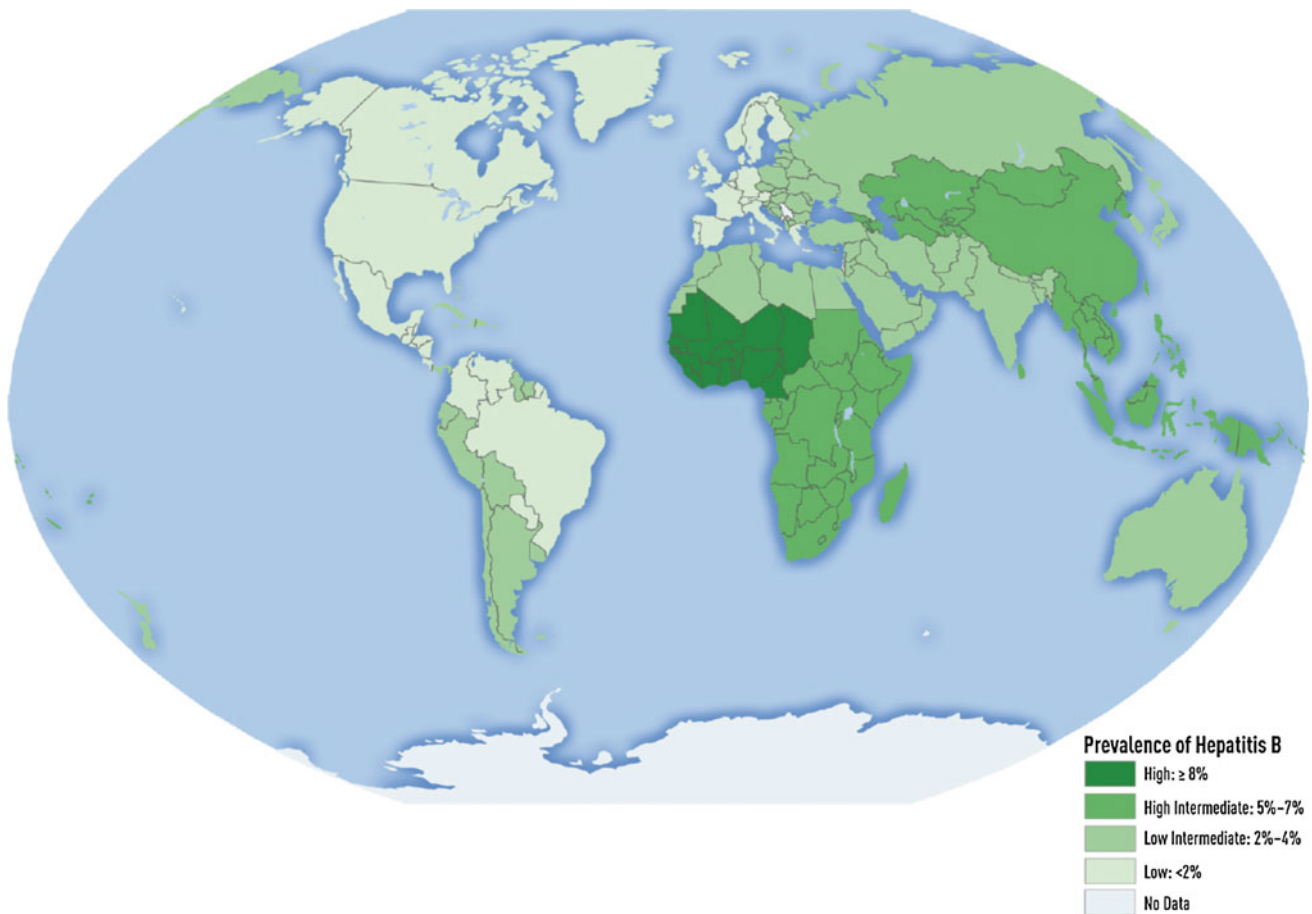 Prevalence of Hepatitis B
High: ≥ 8%
High Intermediate: 5%–7%
Low Intermediate: 2%–4%
Low: <2%
No Data